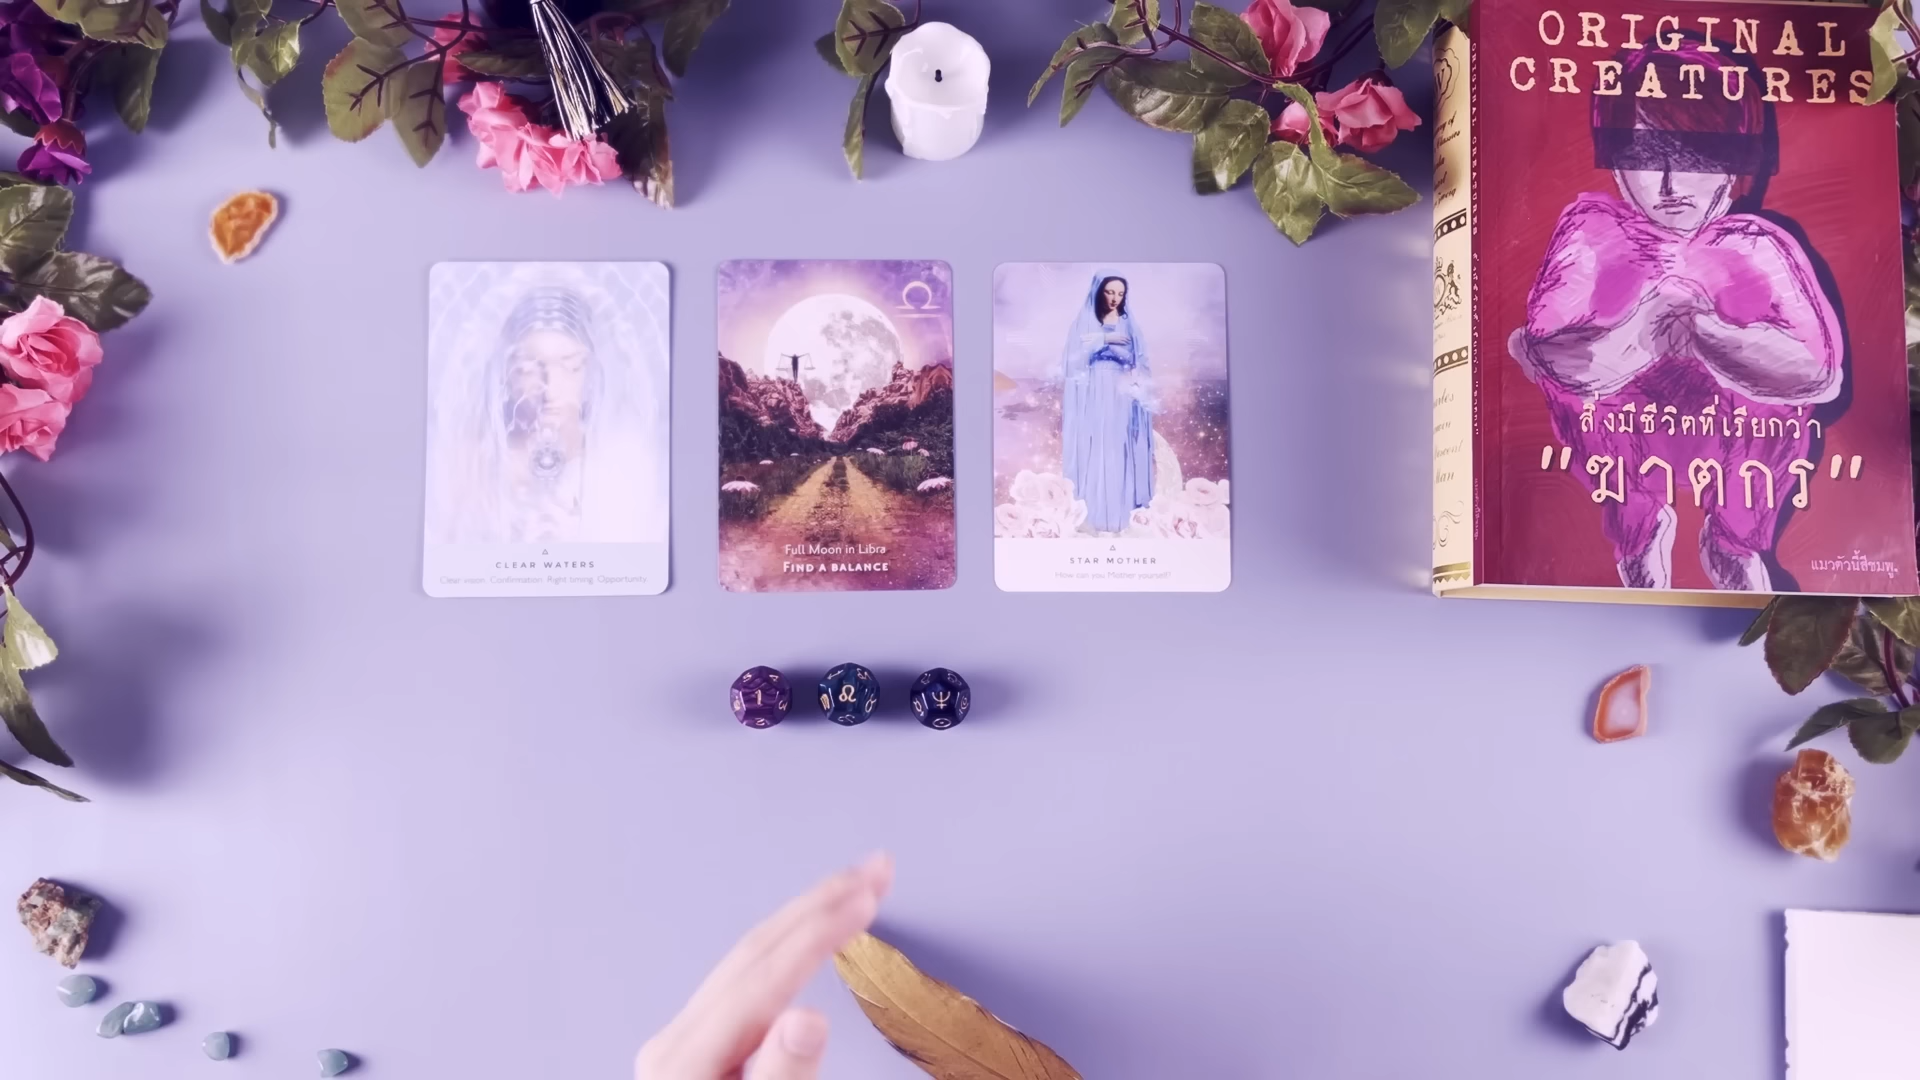 ORIGINAL
CREATURES
สิ่งมีชีวิตที่เรียกว่า
"ฆาตกร"
แมวตัวนี้สีชมพู.
CLEAR WATERS
Clear vision. Confirmation. Right timing. Opportunity.
Full Moon in Libra
FIND A BALANCE
STAR MOTHER
How can you Mother yourself?
1